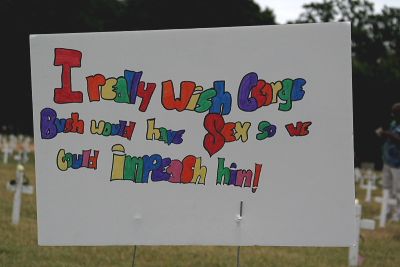 I really Wish George
Bush would have Sex so we
could impeach him!